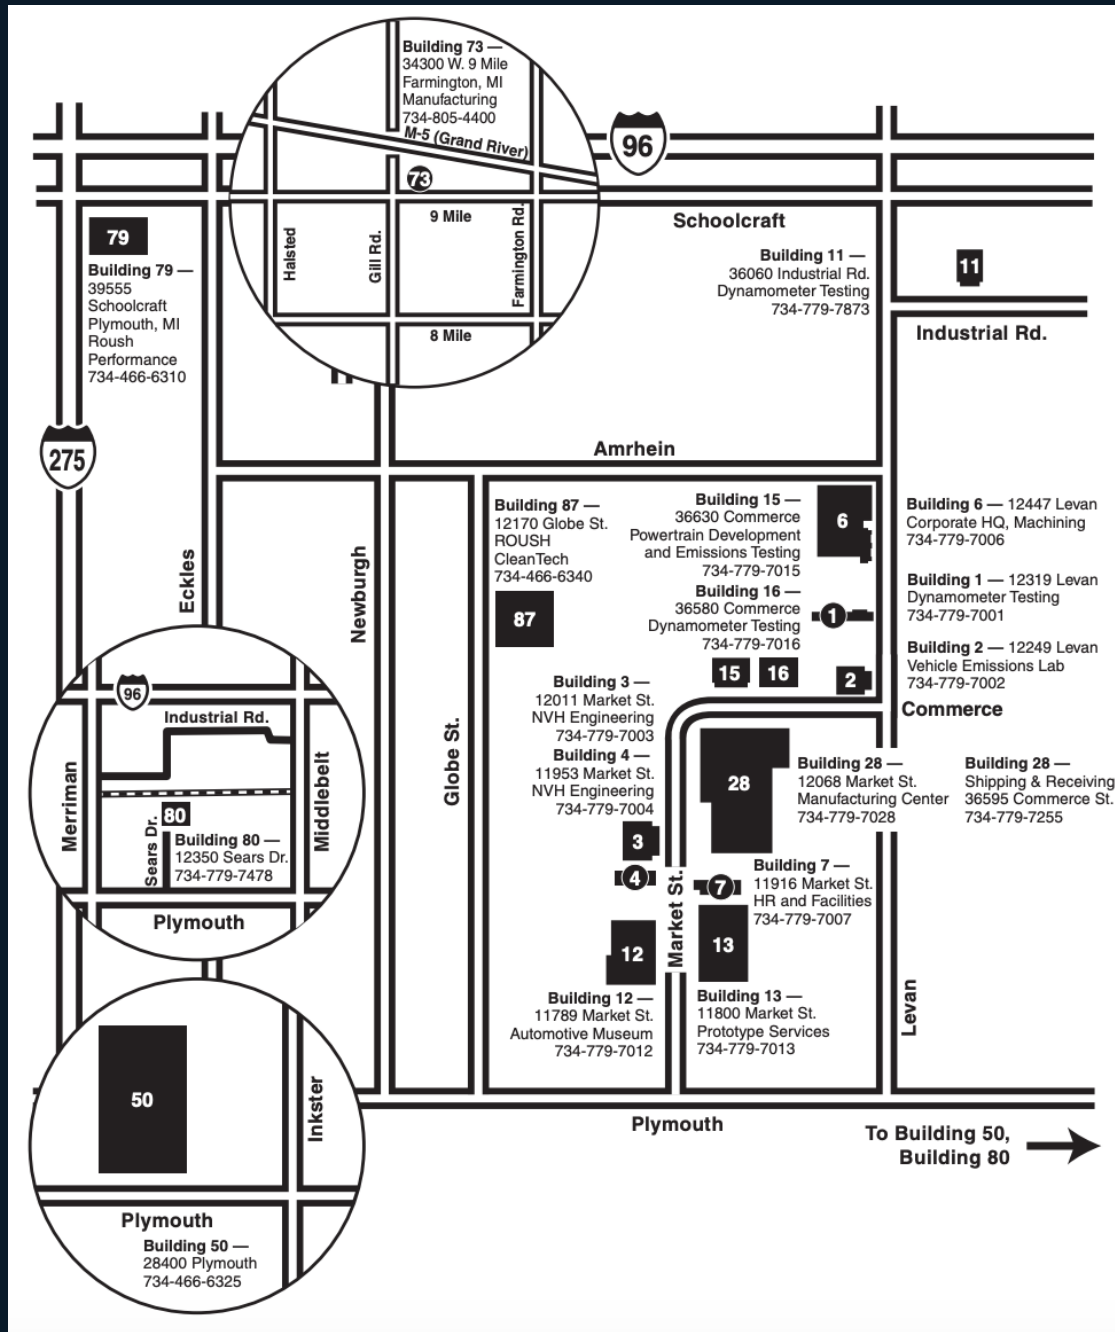 Building 73 —
34300 W. 9 Mile
Farmington, MI
Manufacturing
734-805-4400
M-5 (Grand River)
73
9 Mile
Halsted
Gill Rd.
Farmington Rd.
8 Mile
96
Schoolcraft
79
Building 79 —
39555
Schoolcraft
Plymouth, MI
Roush
Performance
734-466-6310
Building 11 —
36060 Industrial Rd.
Dynamometer Testing
734-779-7873
11
Industrial Rd.
275
Amrhein
Eckles
Newburgh
Globe St.
Building 87 —
12170 Globe St.
ROUSH
CleanTech
734-466-6340
87
Building 15 —
36630 Commerce
Powertrain Development
and Emissions Testing
734-779-7015
Building 16 —
36580 Commerce
Dynamometer Testing
734-779-7016
15
16
6
1
2
Building 6 — 12447 Levan
Corporate HQ, Machining
734-779-7006
Building 1 — 12319 Levan
Dynamometer Testing
734-779-7001
Building 2 — 12249 Levan
Vehicle Emissions Lab
734-779-7002
Commerce
Building 3 —
12011 Market St.
NVH Engineering
734-779-7003
Building 4 —
11953 Market St.
NVH Engineering
734-779-7004
3
4
28
Building 28 —
12068 Market St.
Manufacturing Center
734-779-7028
Building 28 —
Shipping & Receiving
36595 Commerce St.
734-779-7255
7
Building 7 —
11916 Market St.
HR and Facilities
734-779-7007
Market St.
12
13
Building 12 —
11789 Market St.
Automotive Museum
734-779-7012
Building 13 —
11800 Market St.
Prototype Services
734-779-7013
Levan
96
Industrial Rd.
Merriman
Middlebelt
80
Sears Dr.
Building 80 —
12350 Sears Dr.
734-779-7478
Plymouth
50
Inkster
Plymouth
Building 50 —
28400 Plymouth
734-466-6325
Plymouth
To Building 50,
Building 80